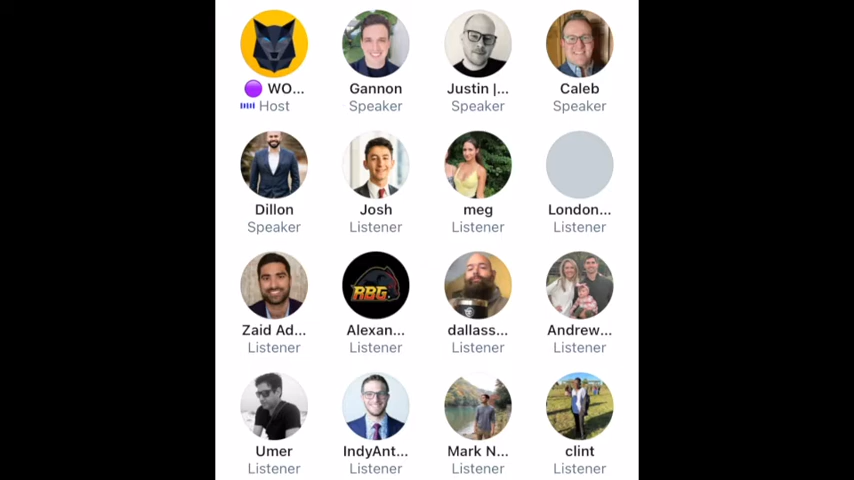 WO... Gannon Justin |... Caleb
Host Speaker Speaker Speaker
Dillon Josh meg London...
Speaker Listener Listener Listener
RBG
Zaid Ad... Alexan... dallass... Andrew...
Listener Listener Listener Listener
Umer IndyAnt... Mark N... clint
Listener Listener Listener Listener